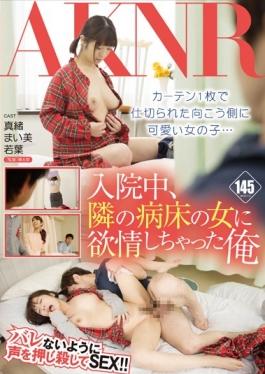 AKNR
カーテン1枚で
仕切られた向こう側に
可愛い女の子…
CAST
真緒
まい美
若葉
入院中、
145
隣の病床の女に
欲情しちゃった俺
バレないように
声を押し殺してSEX!!